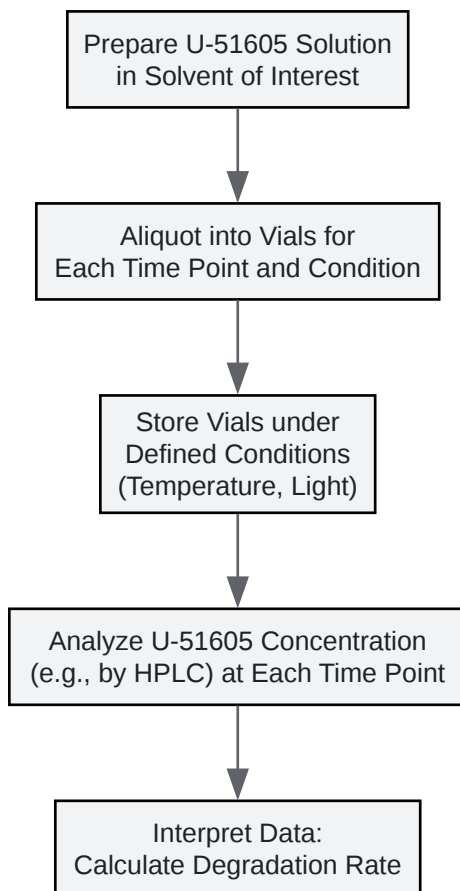 Prepare U-51605 Solution
in Solvent of Interest
Aliquot into Vials for
Each Time Point and Condition
Store Vials under
Defined Conditions
(Temperature, Light)
Analyze U-51605 Concentration
(e.g., by HPLC) at Each Time Point
Interpret Data:
Calculate Degradation Rate